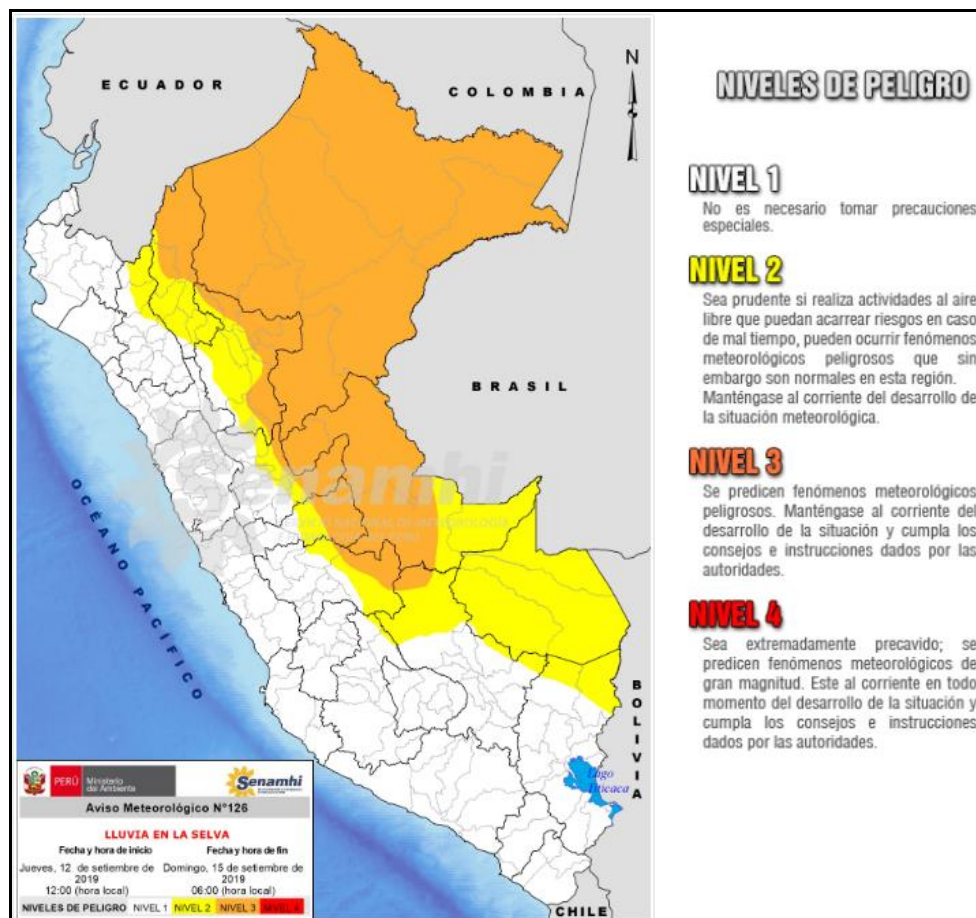 ECUADOR
COLOMBIA
N
BRASIL
OCÉANO PACÍFICO
BOLIVIA
Lago
Titicaca
CHILE
Senamhi
PERÚ Ministerio
del Ambiente
Senamhi
Aviso Meteorológico N°126
LLUVIA EN LA SELVA
Fecha y hora de inicio Fecha y hora de fin
Jueves, 12 de setiembre de Domingo, 15 de setiembre de
2019 2019
12:00 (hora local) 06:00 (hora local)
NIVELES DE PELIGRO NIVEL 1 NIVEL 2 NIVEL 3 NIVEL 4
NIVELES DE PELIGRO
NIVEL 1
No es necesario tomar precauciones
especiales.
NIVEL 2
Sea prudente si realiza actividades al aire
libre que puedan acarrear riesgos en caso
de mal tiempo, pueden ocurrir fenómenos
meteorológicos peligrosos que sin
embargo son normales en esta región.
Manténgase al corriente del desarrollo de
la situación meteorológica.
NIVEL 3
Se predicen fenómenos meteorológicos
peligrosos. Manténgase al corriente del
desarrollo de la situación y cumpla los
consejos e instrucciones dados por las
autoridades.
NIVEL 4
Sea extremadamente precavido; se
predicen fenómenos meteorológicos de
gran magnitud. Este al corriente en todo
momento del desarrollo de la situación y
cumpla los consejos e instrucciones
dados por las autoridades.